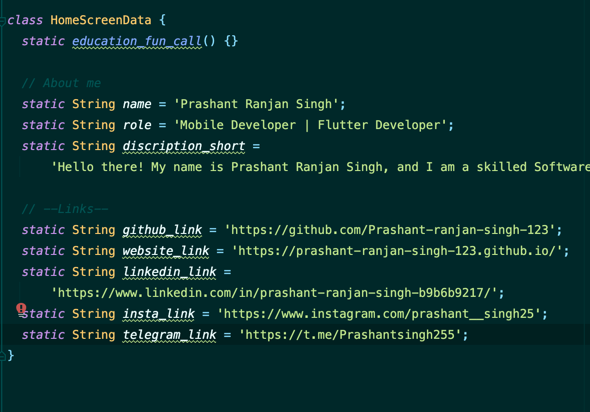 class HomeScreenData {
static education_fun_call() {}
// About me
static String name = 'Prashant Ranjan Singh';
static String role = 'Mobile Developer | Flutter Developer';
static String discription_short =
'Hello there! My name is Prashant Ranjan Singh, and I am a skilled Software
// --Links--
static String github_link = 'https://github.com/Prashant-ranjan-singh-123';
static String website_link = 'https://prashant-ranjan-singh-123.github.io/';
static String linkedin_link =
'https://www.linkedin.com/in/prashant-ranjan-singh-b9b6b9217/';
static String insta_link = 'https://www.instagram.com/prashant__singh25';
static String telegram_link = 'https://t.me/Prashantsingh255';
}